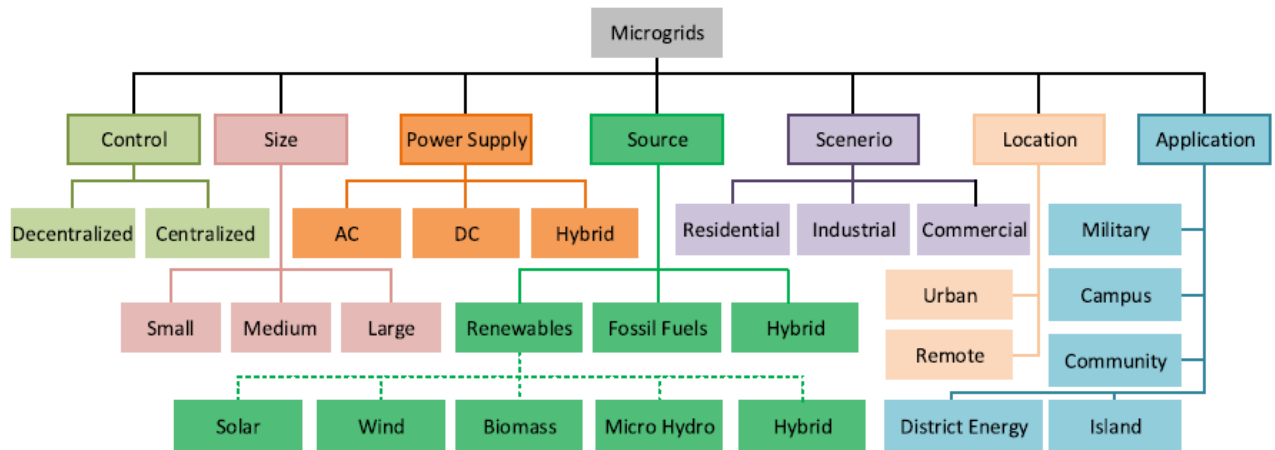 Microgrids
Control
Size
Power Supply
Source
Scenerio
Location
Application
Decentralized
Centralized
AC
DC
Hybrid
Residential
Industrial
Commercial
Military
Urban
Campus
Small
Medium
Large
Renewables
Fossil Fuels
Hybrid
Remote
Community
Solar
Wind
Biomass
Micro Hydro
Hybrid
District Energy
Island